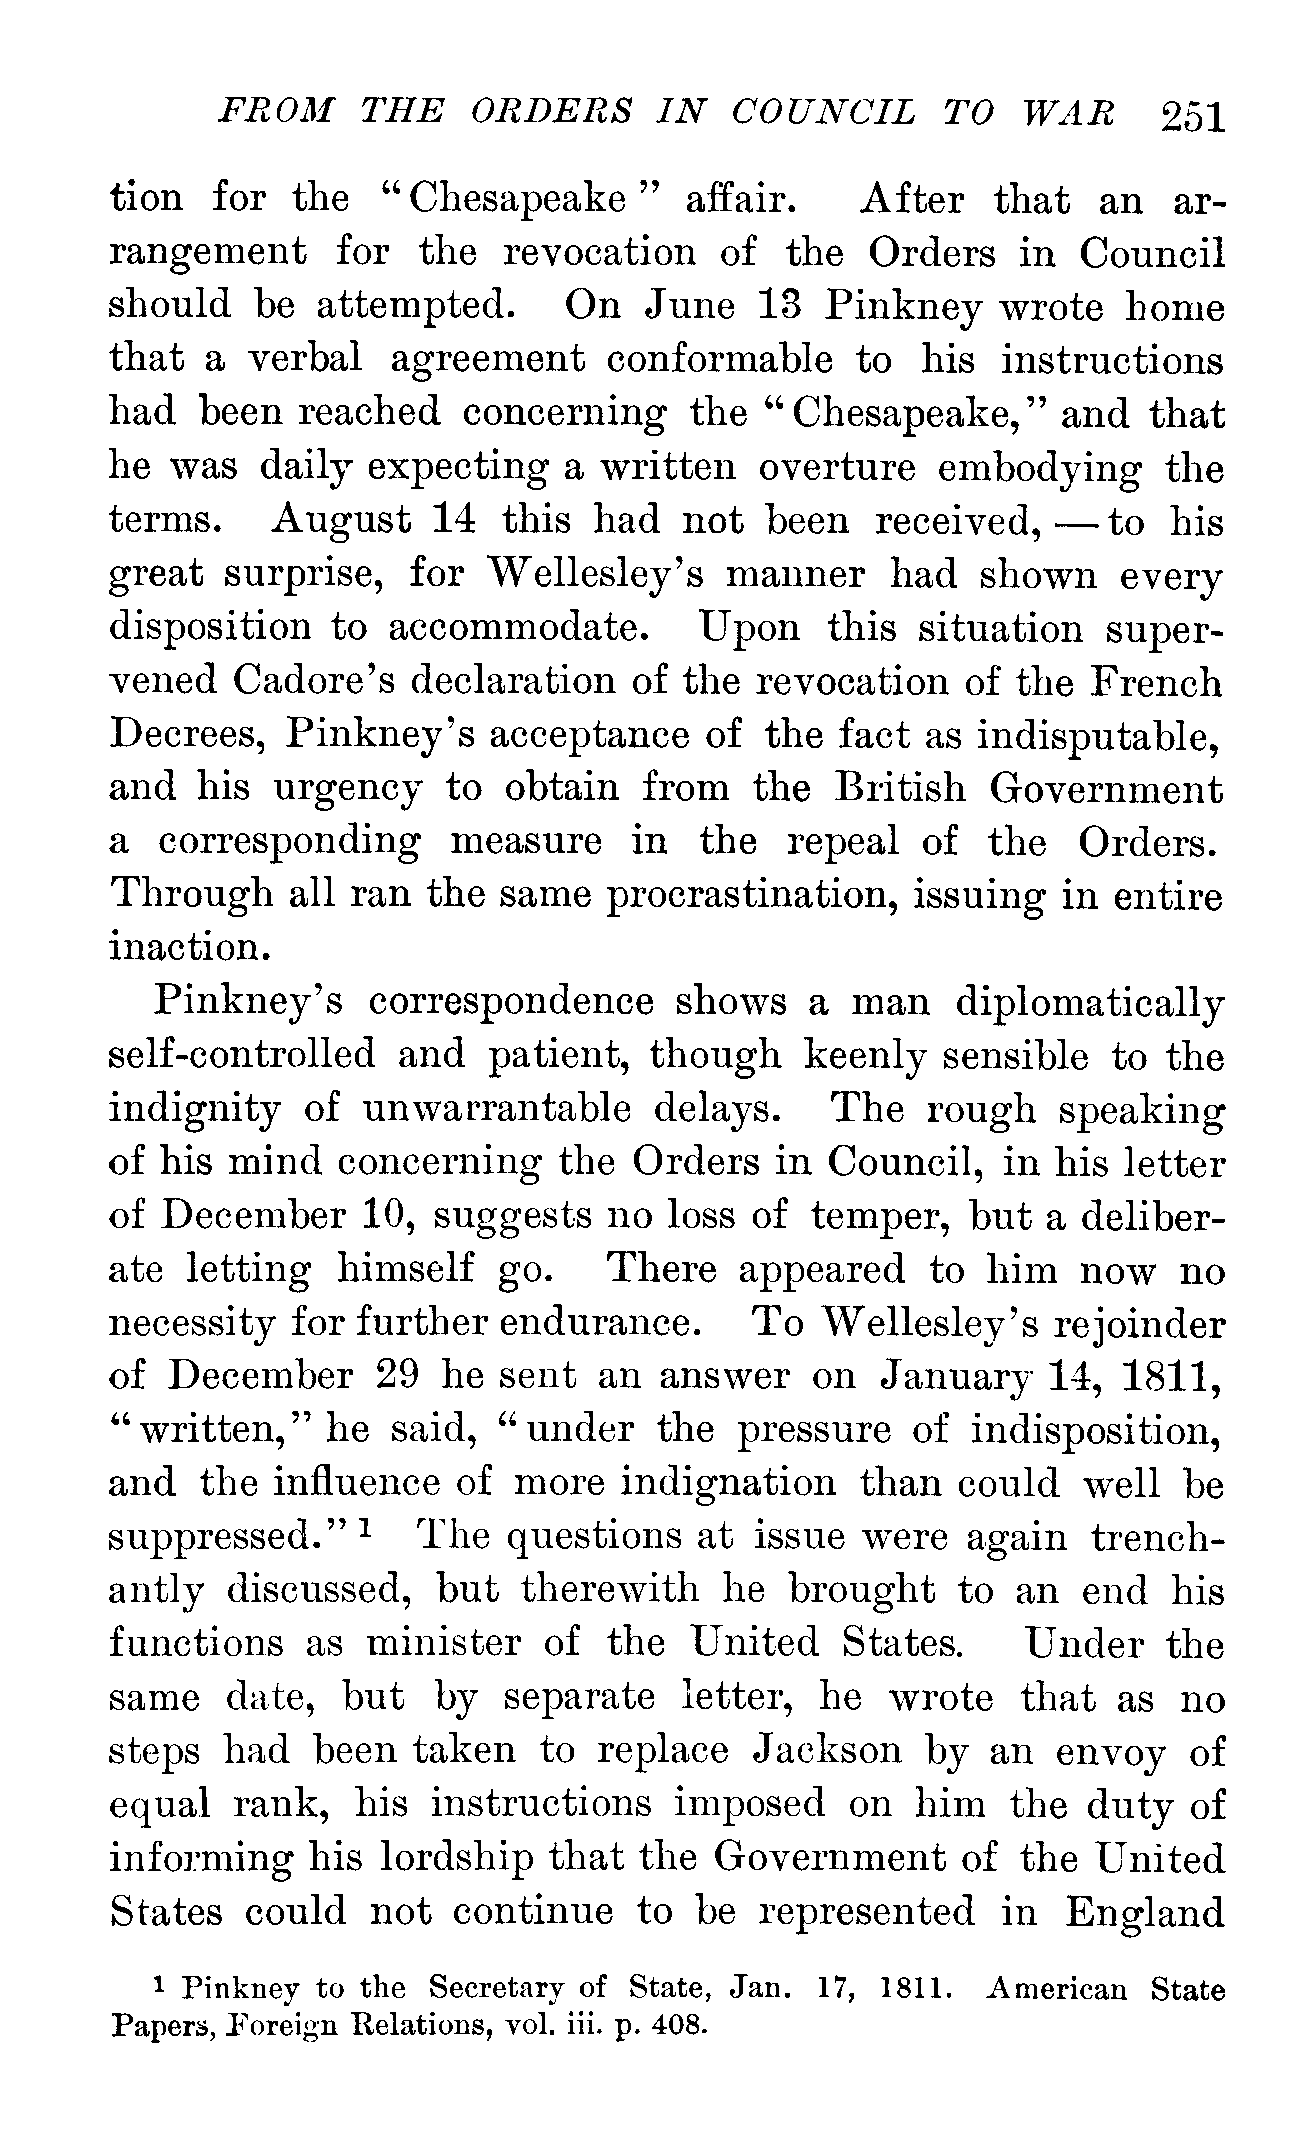 FROM THE ORDERS IN COUNCIL TO WAR 251
tion for the “Chesapeake” affair. After that an ar-
rangement for the revocation of the Orders in Council
should be attempted. On June 13 Pinkney wrote home
that a verbal agreement conformable to his instructions
had been reached concerning the “Chesapeake,” and that
he was daily expecting a written overture embodying the
terms. August 14 this had not been received, — to his
great surprise, for Wellesley’s manner had shown every
disposition to accommodate. Upon this situation super-
vened Cadore’s declaration of the revocation of the French
Decrees, Pinkney’s acceptance of the fact as indisputable,
and his urgency to obtain from the British Government
a corresponding measure in the repeal of the Orders.
Through all ran the same procrastination, issuing in entire
inaction.
Pinkney’s correspondence shows a man diplomatically
self-controlled and patient, though keenly sensible to the
indignity of unwarrantable delays. The rough speaking
of his mind concerning the Orders in Council, in his letter
of December 10, suggests no loss of temper, but a deliber-
ate letting himself go. There appeared to him now no
necessity for further endurance. To Wellesley’s rejoinder
of December 29 he sent an answer on January 14, 1811,
“written,” he said, “under the pressure of indisposition,
and the influence of more indignation than could well be
suppressed.” 1 The questions at issue were again trench-
antly discussed, but therewith he brought to an end his
functions as minister of the United States. Under the
same date, but by separate letter, he wrote that as no
steps had been taken to replace Jackson by an envoy of
equal rank, his instructions imposed on him the duty of
informing his lordship that the Government of the United
States could not continue to be represented in England
1 Pinkney to the Secretary of State, Jan. 17, 1811. American State
Papers, Foreign Relations, vol. iii. p. 408.